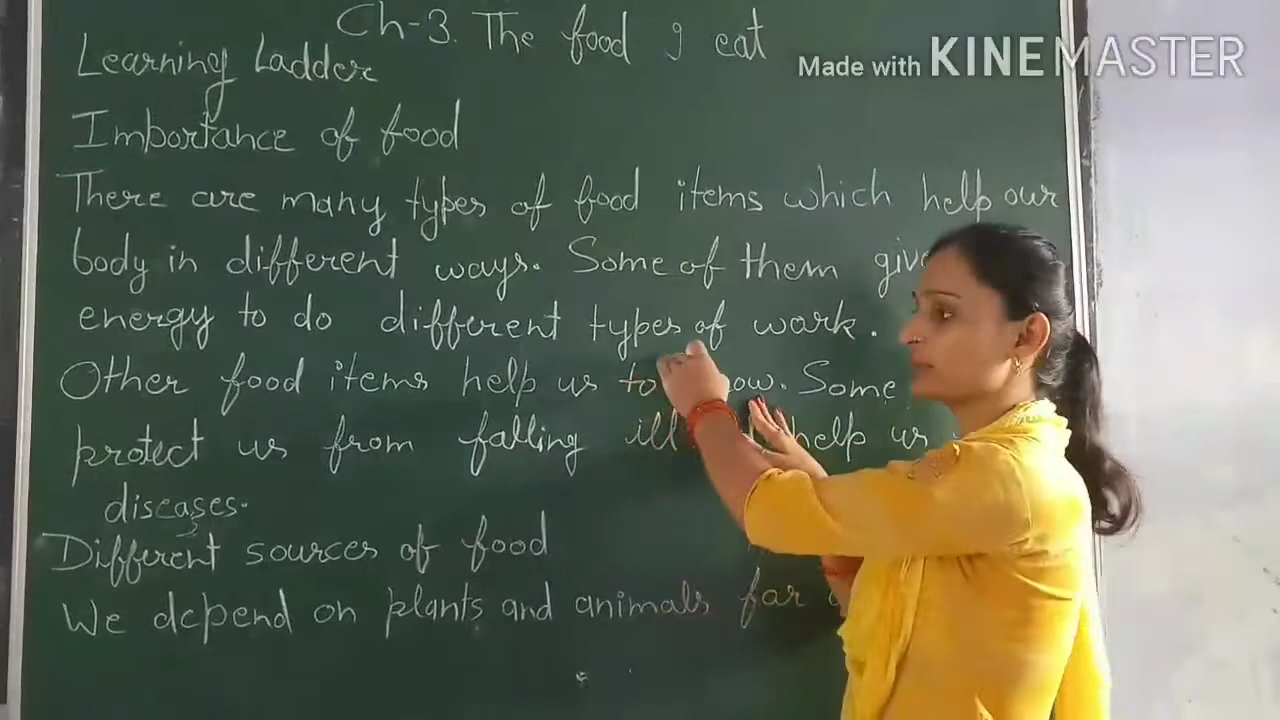 Ch-3. The food I eat
Made with KINEMASTER
Learning Ladder
Importance of food
There are many types of food items which help our
body in different ways. Some of them give
energy to do different types of work.
Other food items help us to Some
protect us from falling ill help us
diseases.
Different sources of food
We depend on plants and animals for